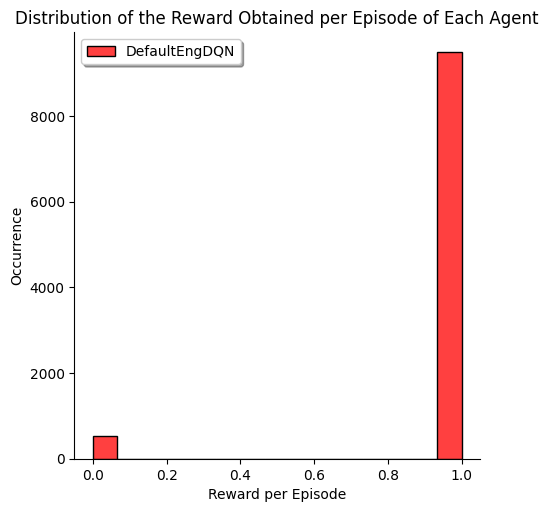 Distribution of the Reward Obtained per Episode of Each Agent
DefaultEngDQN
Occurrence
8000
6000
4000
2000
0
0.0 0.2 0.4 0.6 0.8 1.0
Reward per Episode